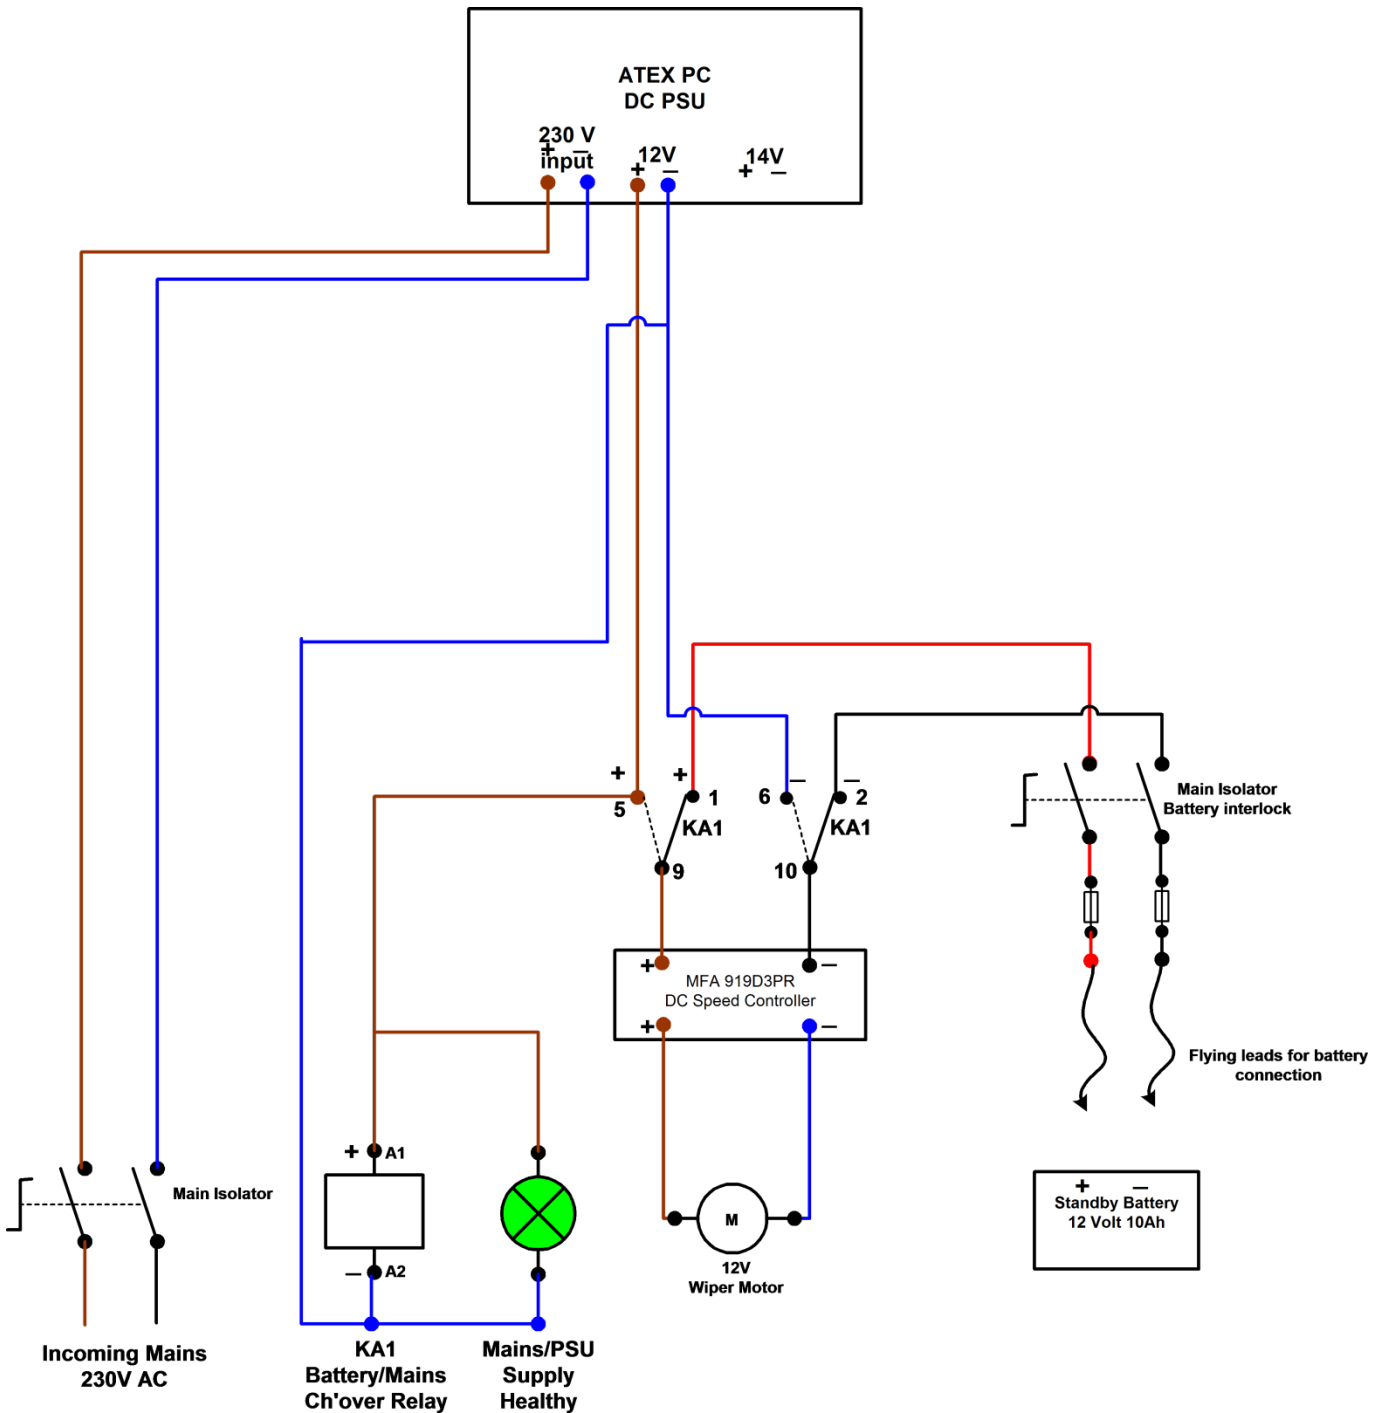 ATEX PC
DC PSU
230 V
+ –
input
12V
+ –
14V
+ –
+
5
+
1
KA1
9
–
6
–
2
KA1
10
Main Isolator
Battery interlock
+ –
MFA 919D3PR
DC Speed Controller
+ –
Flying leads for battery
connection
+ A1
– A2
Main Isolator
M
12V
Wiper Motor
+ –
Standby Battery
12 Volt 10Ah
Incoming Mains
230V AC
KA1
Battery/Mains
Ch'over Relay
Mains/PSU
Supply
Healthy